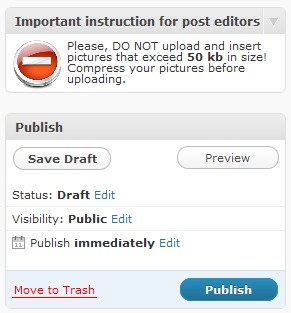 Important instruction for post editors
Please, DO NOT upload and insert
pictures that exceed 50 kb in size!
Compress your pictures before
uploading.
Publish
Save Draft
Preview
Status: Draft Edit
Visibility: Public Edit
Publish immediately Edit
Move to Trash
Publish